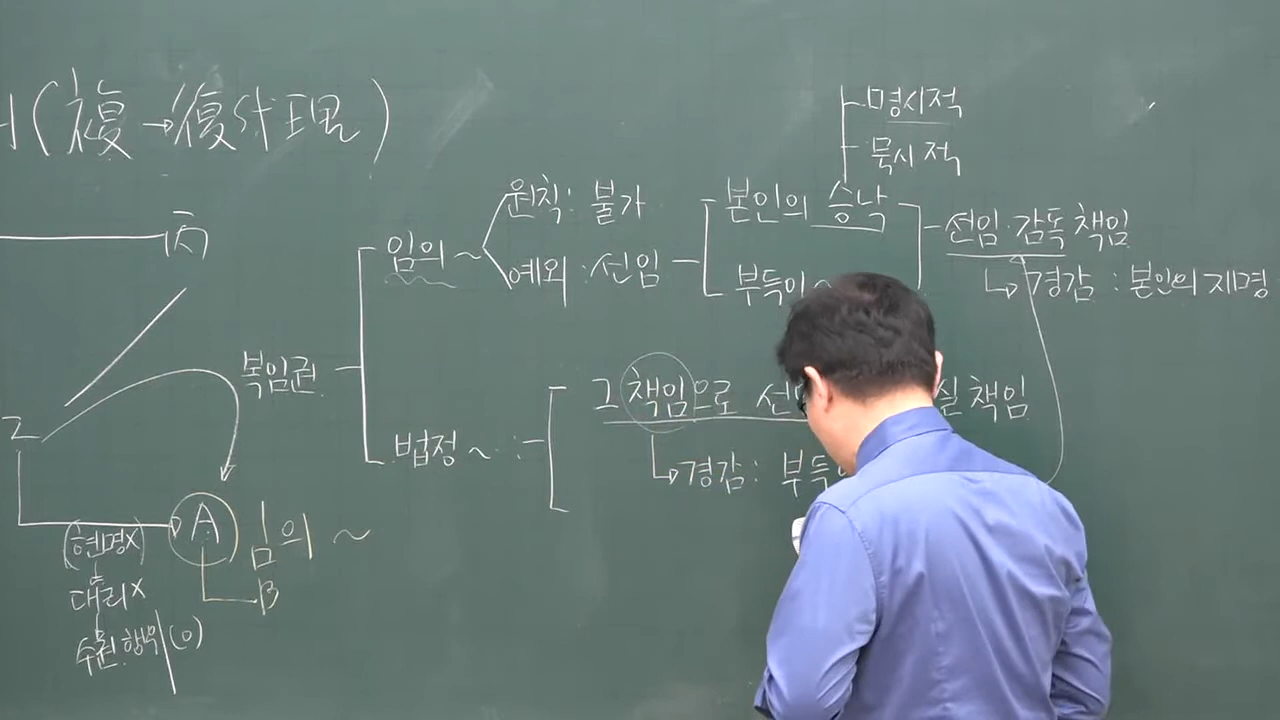 (複→復代理)
명시적
묵시적
丙
임의~
원칙: 불가
예외: 선임
본인의 승낙
부득이
선임·감독 책임
↳경감: 본인의 지명
복임권
법정~:
그 책임으로 선
실 책임
↳경감: 부득
乙
A 임의~
B
(현명x)
대리x
수권행위(0)